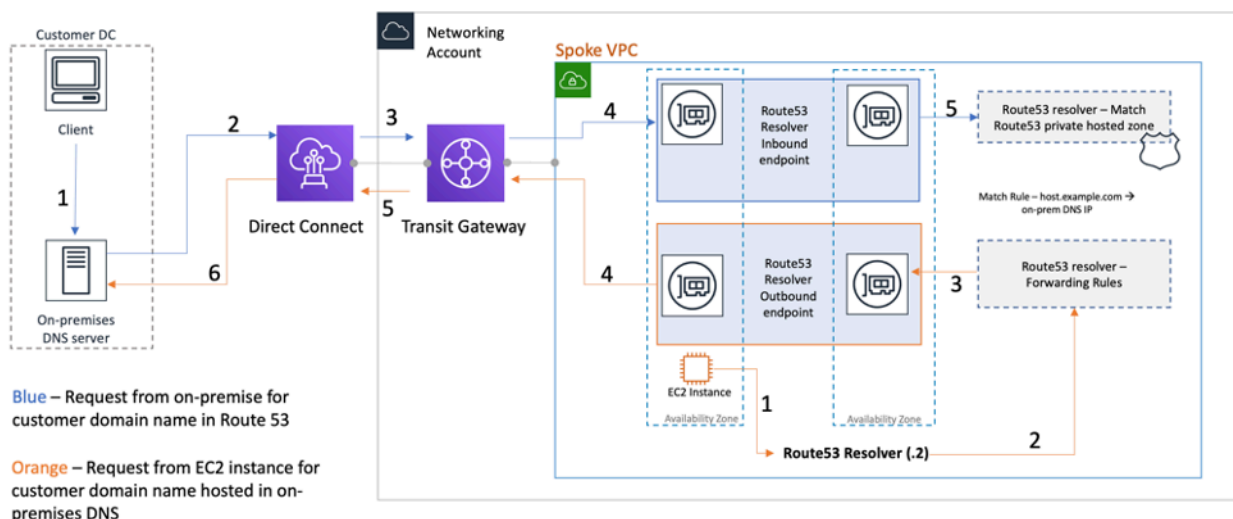 Customer DC
Client
1
On-premises
DNS server
2
6
Direct Connect
3
5
Networking
Account
Transit Gateway
4
4
Spoke VPC
Route53
Resolver
Inbound
endpoint
5
Route53 resolver – Match
Route53 private hosted zone
Match Rule – host.example.com →
on-prem DNS IP
Route53
Resolver
Outbound
endpoint
3
Route53 resolver –
Forwarding Rules
EC2 Instance
1
Availability Zone
Availability Zone
Route53 Resolver (.2)
2
Blue – Request from on-premise for
customer domain name in Route 53
Orange – Request from EC2 instance for
customer domain name hosted in on-
premises DNS